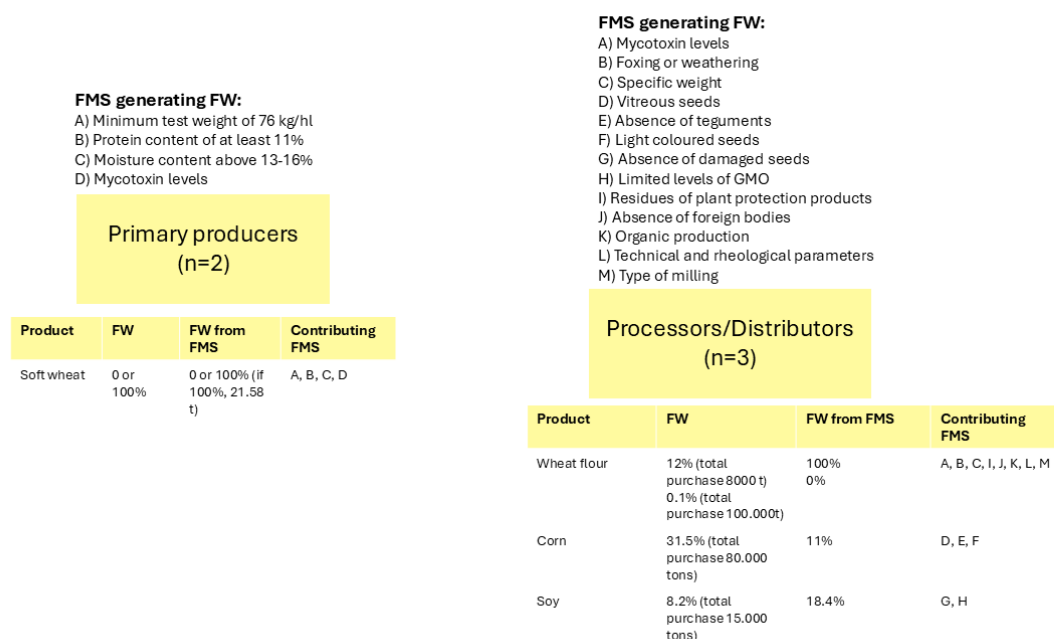 FMS generating FW:
A) Minimum test weight of 76 kg/hl
B) Protein content of at least 11%
C) Moisture content above 13-16%
D) Mycotoxin levels
Primary producers
(n=2)
Product FW FW from Contributing
FMS FMS
Soft wheat 0 or 0 or 100% (if A, B, C, D
100% 100%, 21.58
t)
FMS generating FW:
A) Mycotoxin levels
B) Foxing or weathering
C) Specific weight
D) Vitreous seeds
E) Absence of teguments
F) Light coloured seeds
G) Absence of damaged seeds
H) Limited levels of GMO
I) Residues of plant protection products
J) Absence of foreign bodies
K) Organic production
L) Technical and rheological parameters
M) Type of milling
Processors/Distributors
(n=3)
Product FW FW from FMS Contributing
FMS
Wheat flour 12% (total 100% A, B, C, I, J, K, L, M
purchase 8000 t) 0%
0.1% (total
purchase 100.000t)
Corn 31.5% (total 11% D, E, F
purchase 80.000
tons)
Soy 8.2% (total 18.4% G, H
purchase 15.000
tons)